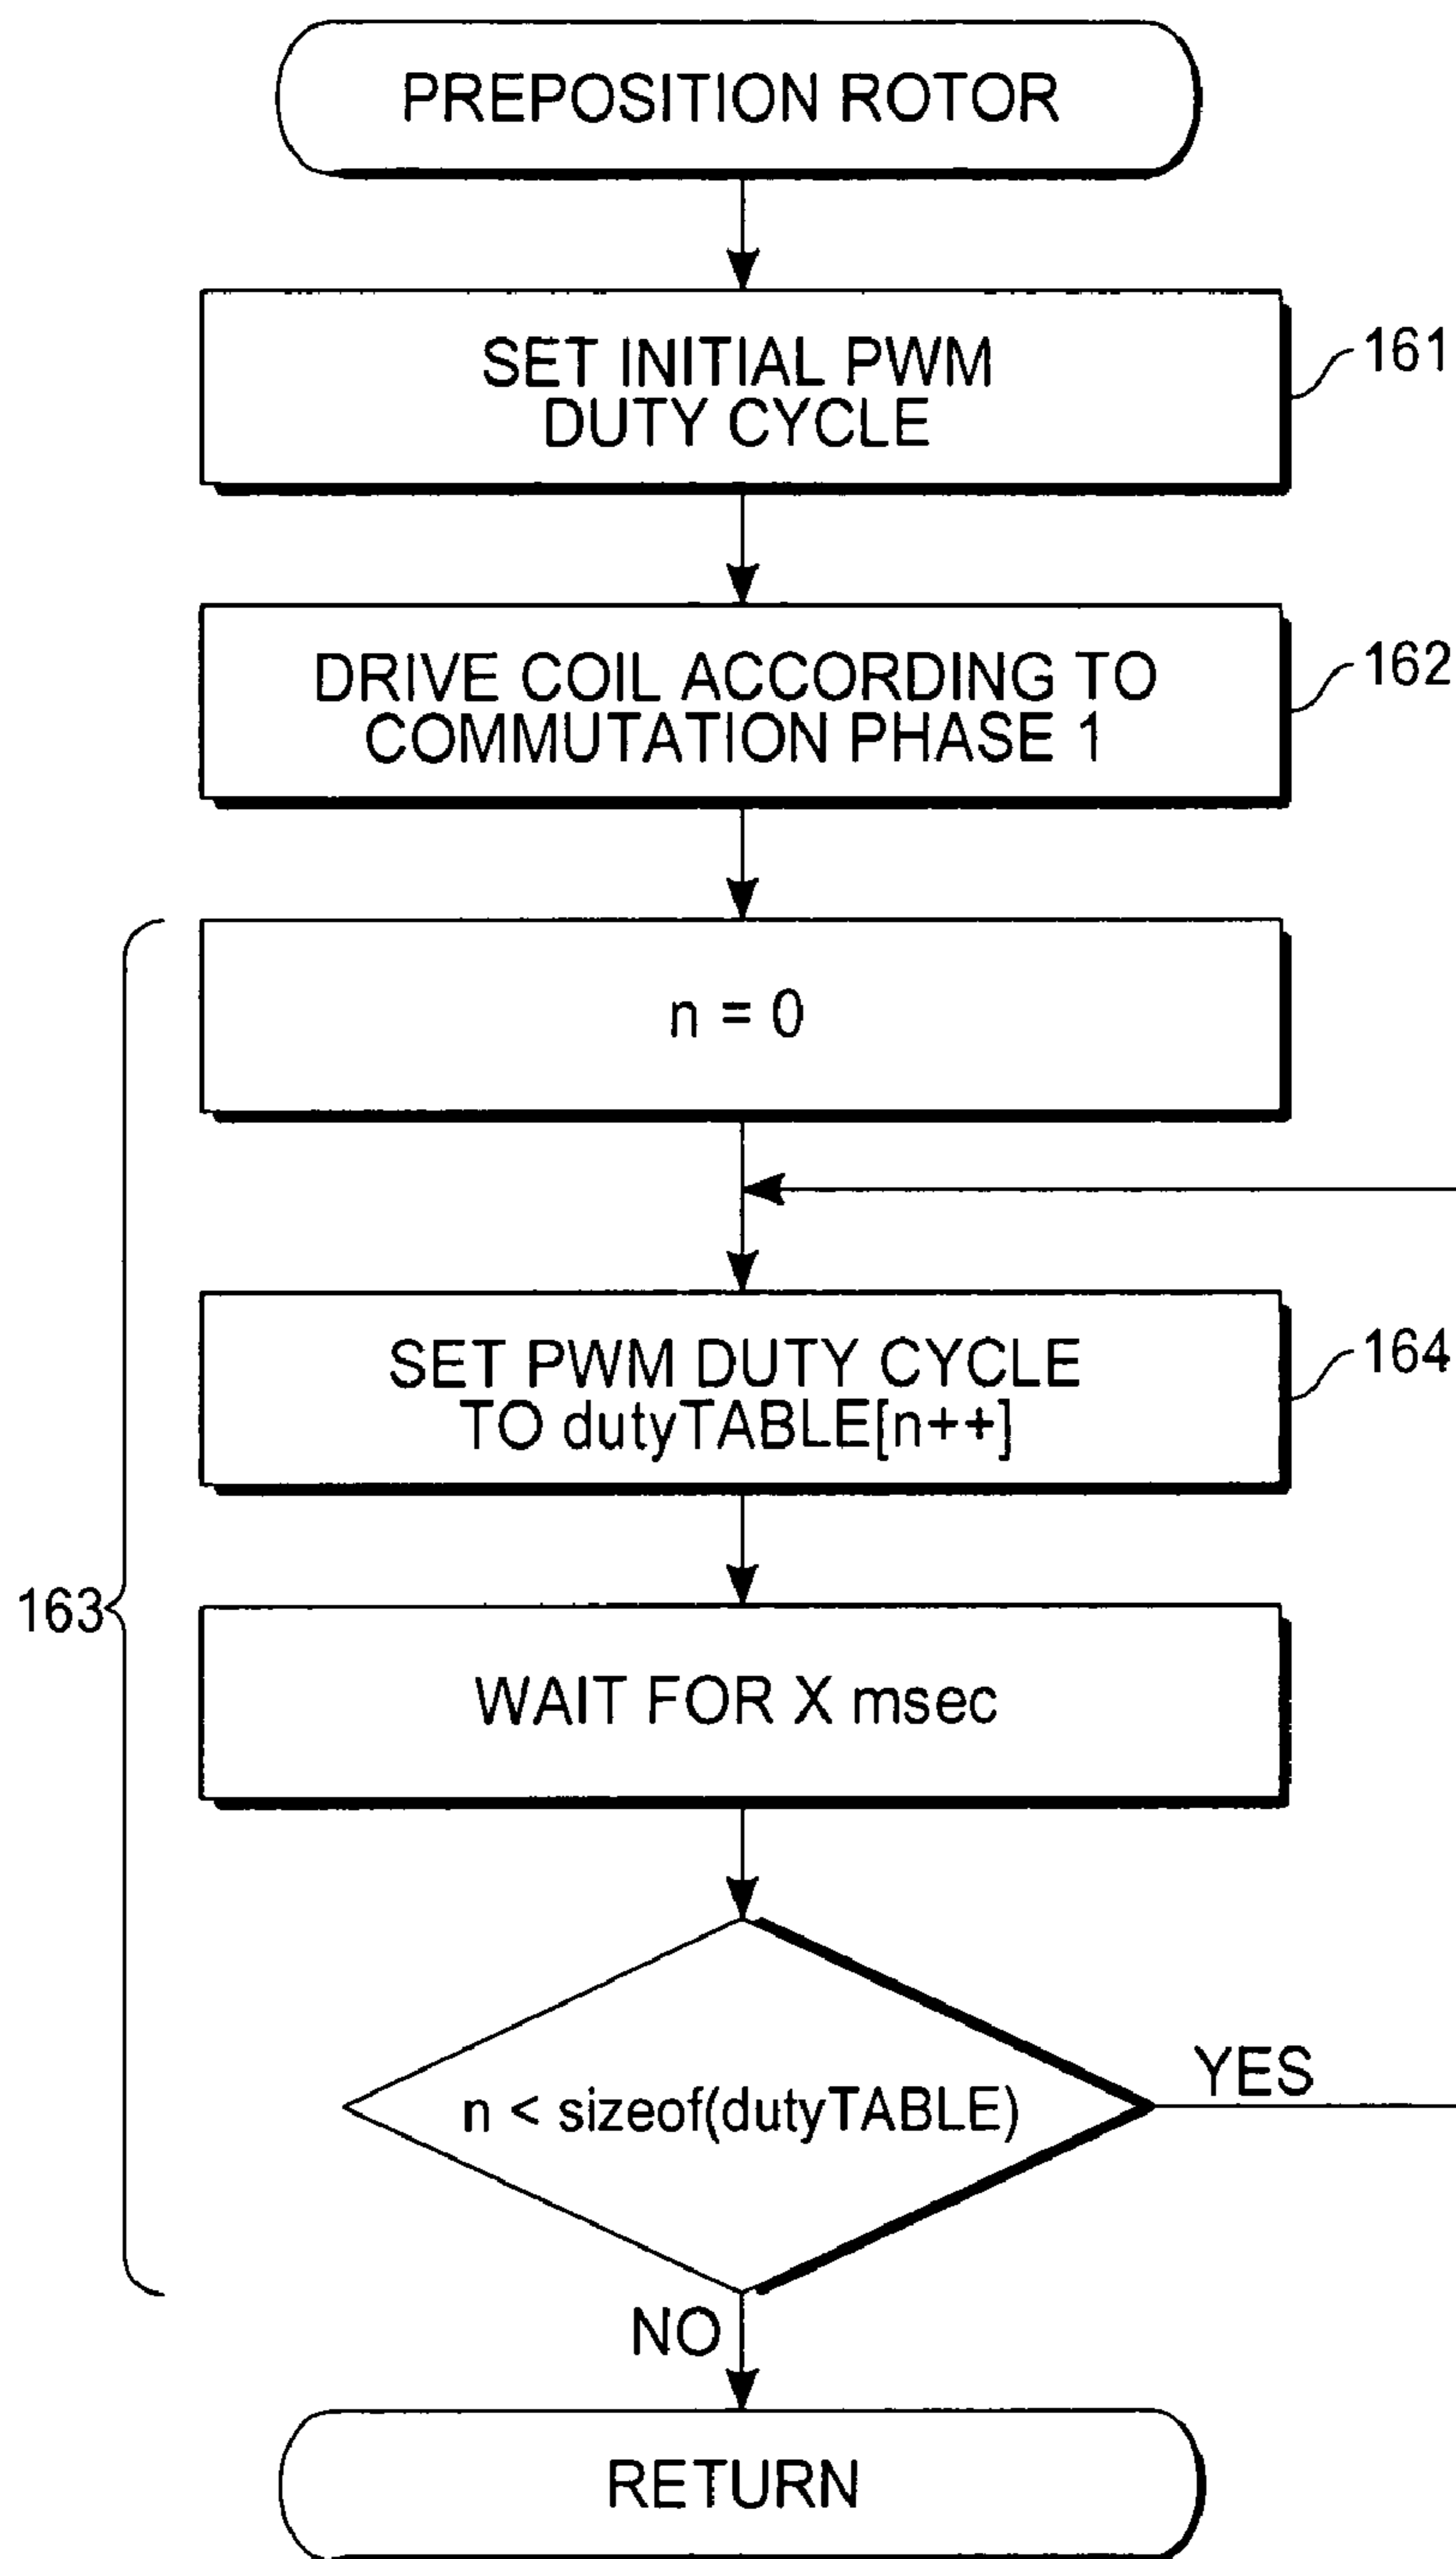 PREPOSITION ROTOR
SET INITIAL PWM
DUTY CYCLE
161
DRIVE COIL ACCORDING TO
COMMUTATION PHASE 1
162
n = 0
SET PWM DUTY CYCLE
TO dutyTABLE[n++]
164
163
WAIT FOR X msec
n < sizeof(dutyTABLE)
YES
NO
RETURN